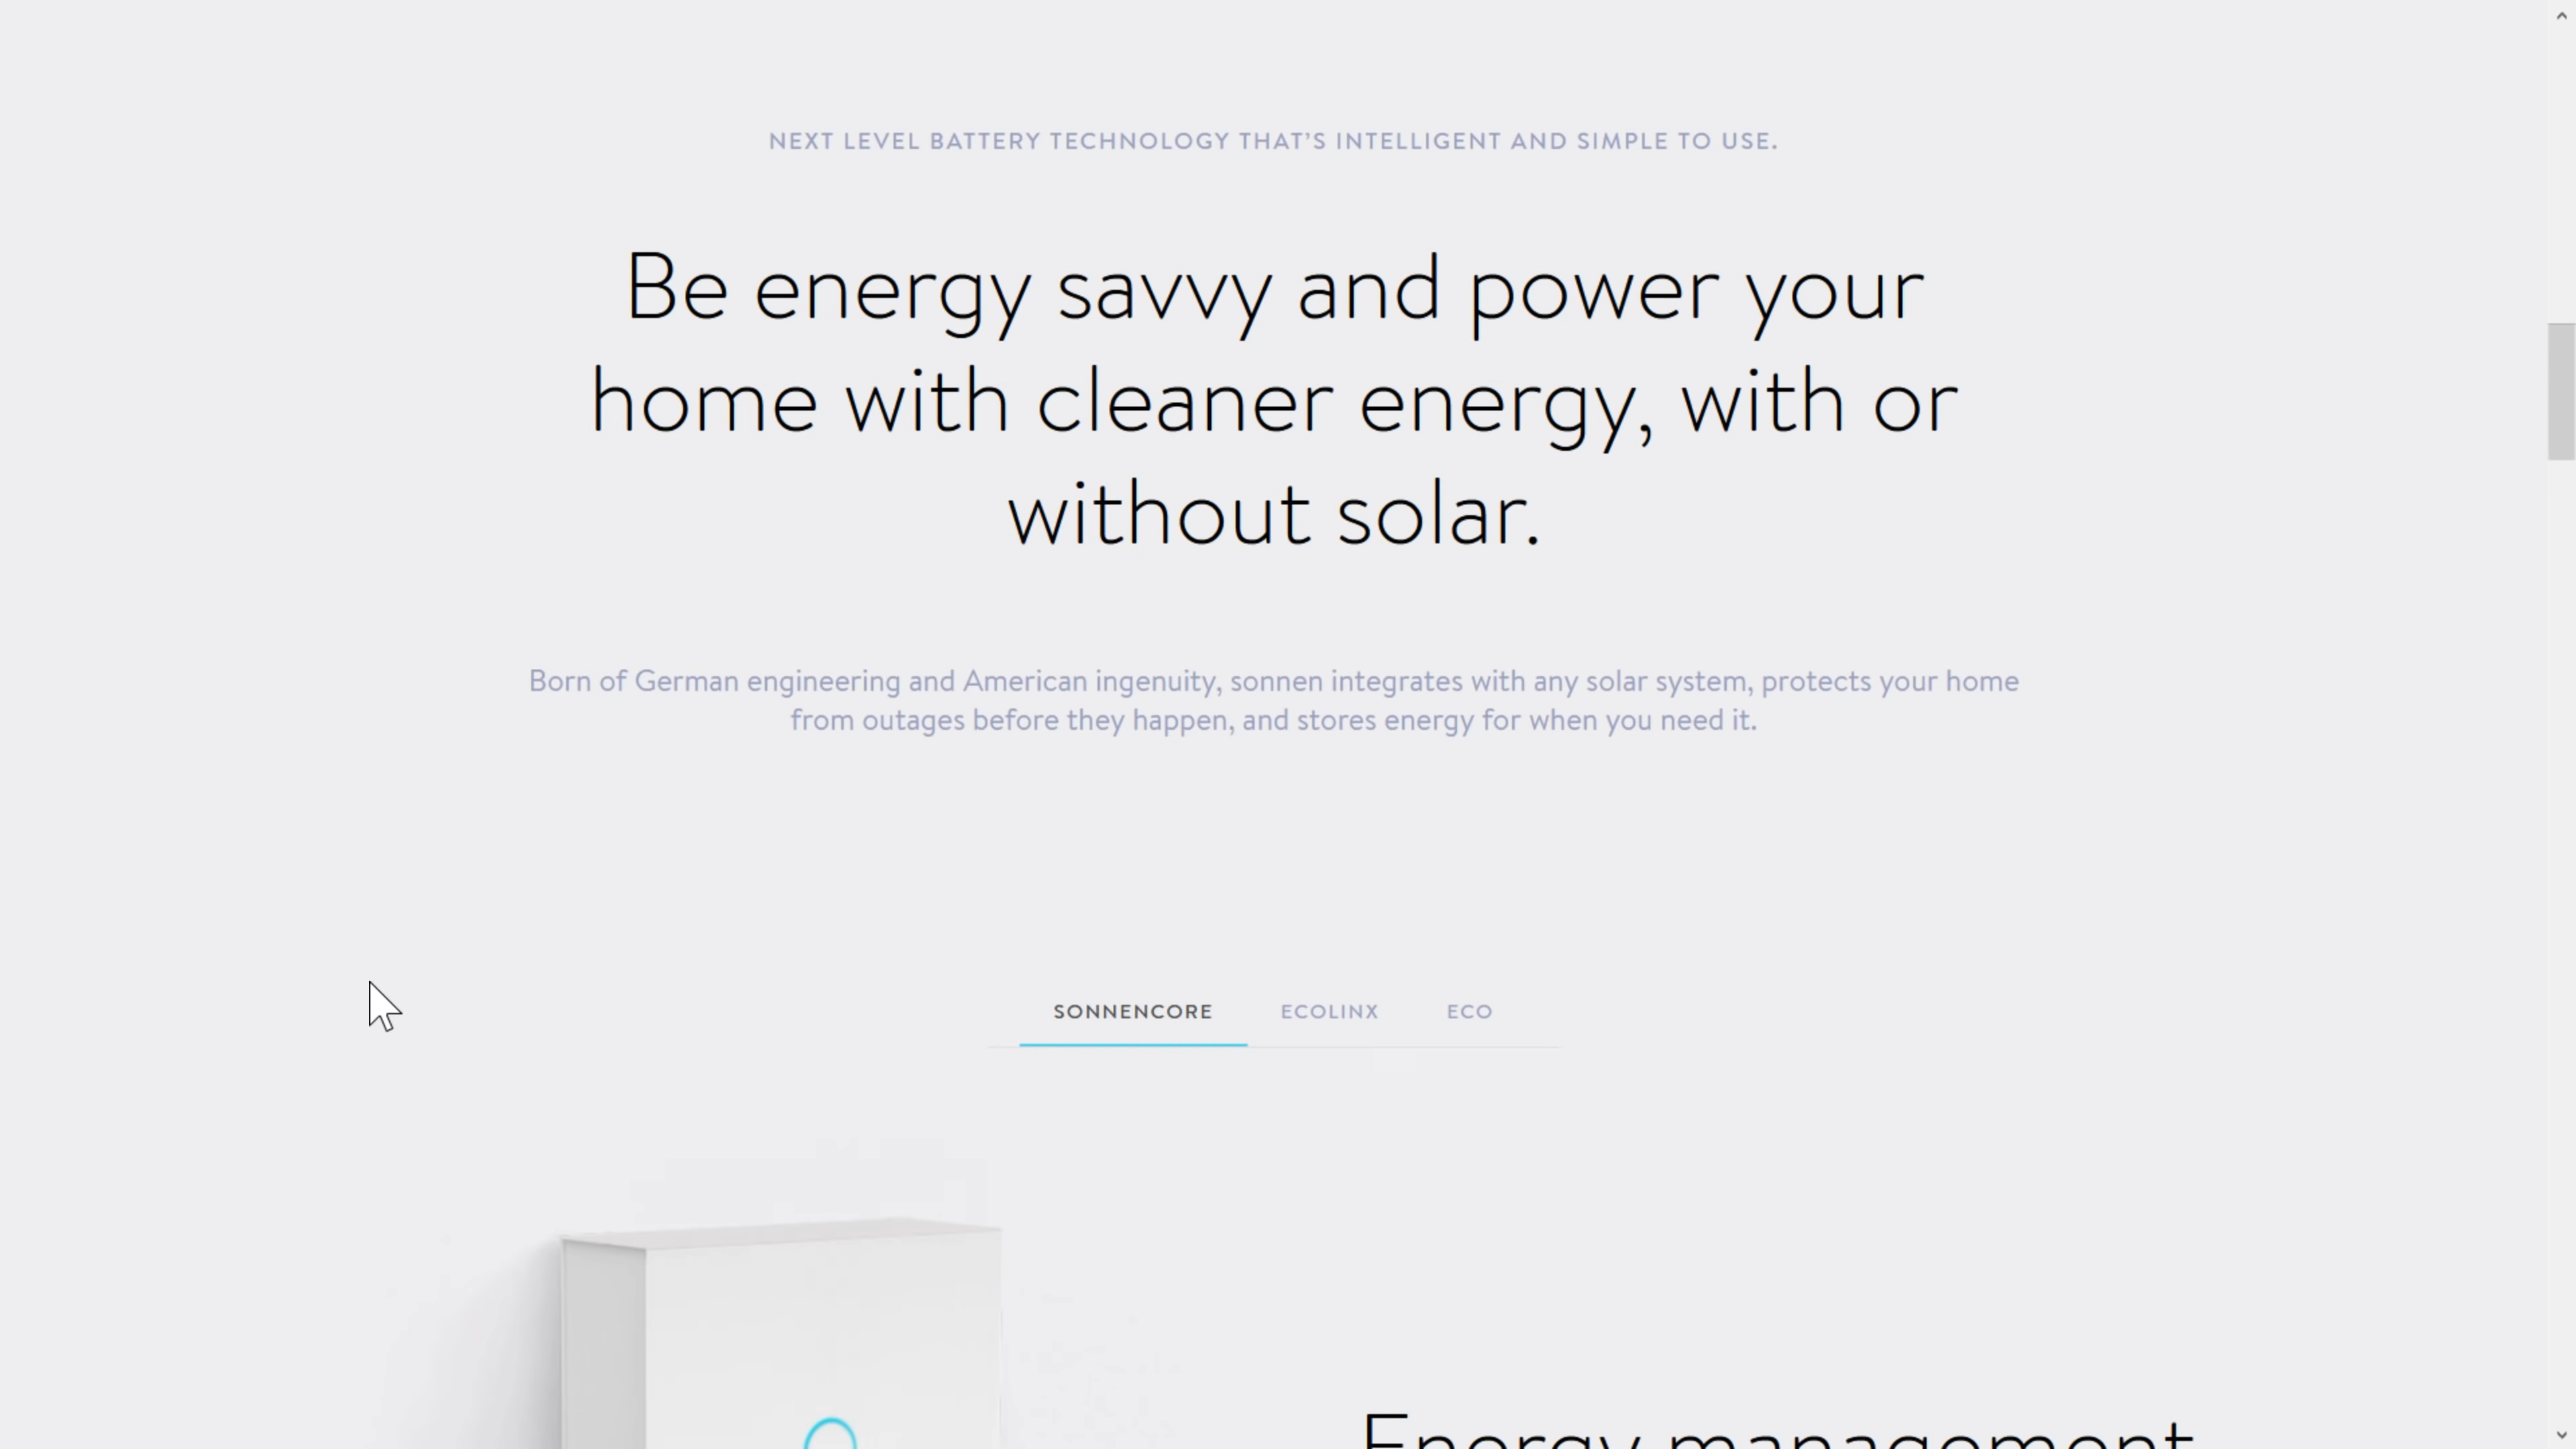 NEXT LEVEL BATTERY TECHNOLOGY THAT’S INTELLIGENT AND SIMPLE TO USE.
Be energy savvy and power your
home with cleaner energy, with or
without solar.
Born of German engineering and American ingenuity, sonnen integrates with any solar system, protects your home
from outages before they happen, and stores energy for when you need it.
SONNENCORE ECOLINX ECO
Energy management